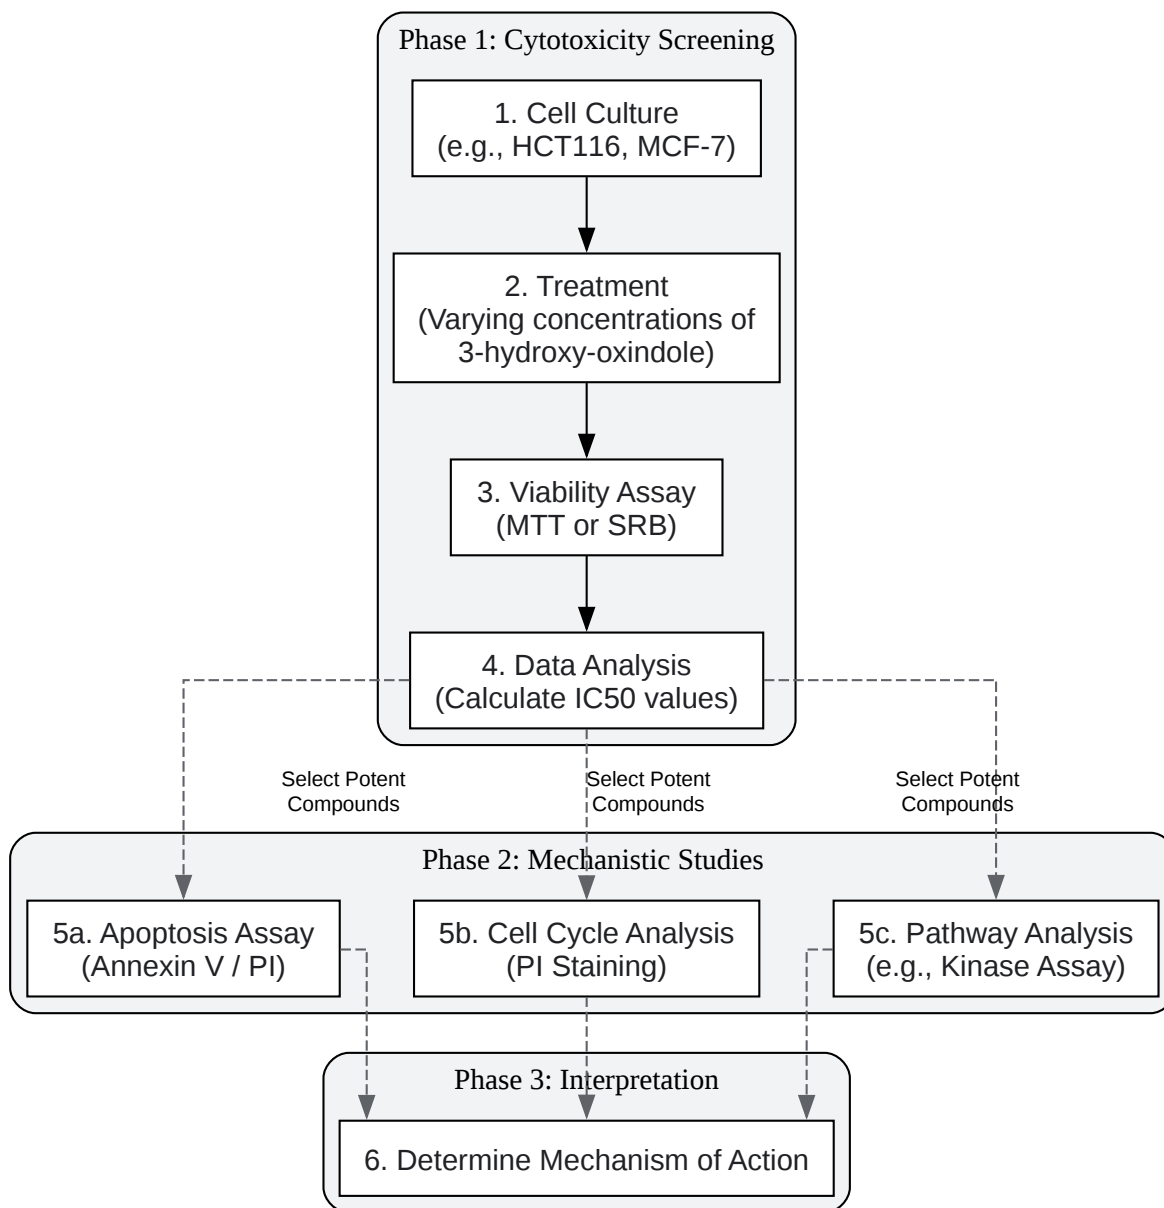 Phase 1: Cytotoxicity Screening
1. Cell Culture
(e.g., HCT116, MCF-7)
2. Treatment
(Varying concentrations of
3-hydroxy-oxindole)
3. Viability Assay
(MTT or SRB)
4. Data Analysis
(Calculate IC50 values)
Select Potent
Compounds
Select Potent
Compounds
Select Potent
Compounds
Phase 2: Mechanistic Studies
5a. Apoptosis Assay
(Annexin V / PI)
5b. Cell Cycle Analysis
(PI Staining)
5c. Pathway Analysis
(e.g., Kinase Assay)
Phase 3: Interpretation
6. Determine Mechanism of Action